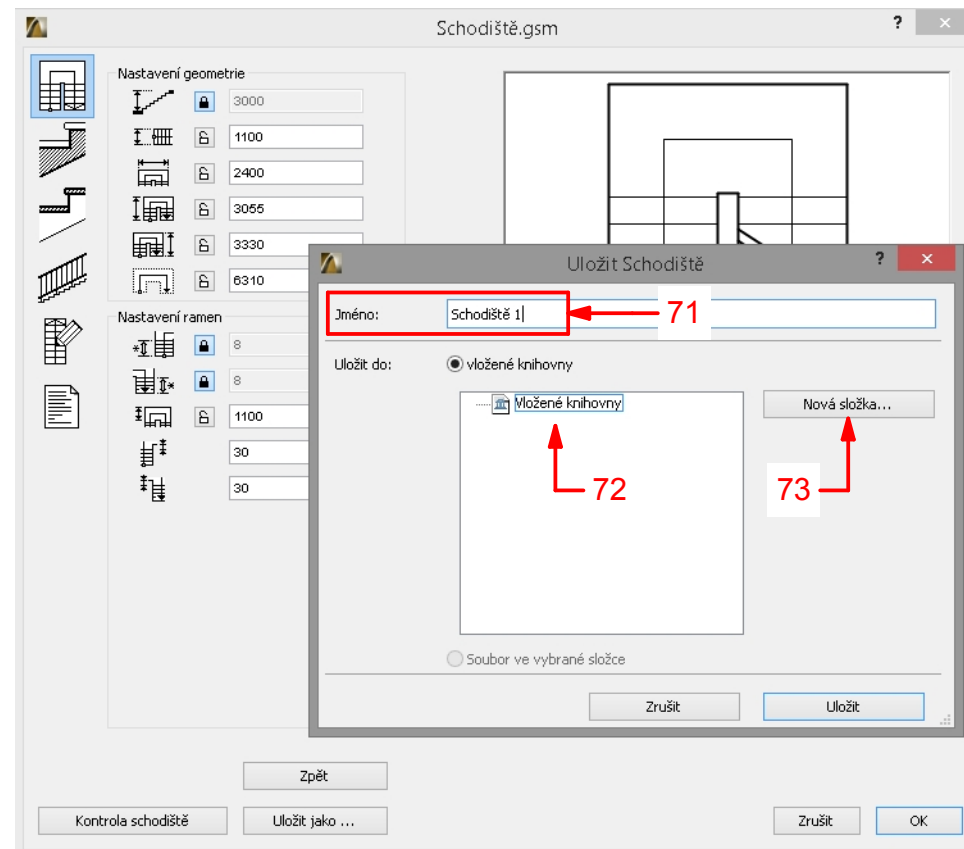 Schodiště.gsm
?
×
Nastavení geometrie
3000
1100
2400
3055
3330
6310
Nastavení ramen
8
8
1100
30
30
Uložit Schodiště
?
×
Jméno:
Schodiště 1
71
Uložit do:
vložené knihovny
Vložené knihovny
Nová složka...
72
73
Soubor ve vybrané složce
Zrušit
Uložit
Zpět
Kontrola schodiště
Uložit jako ...
Zrušit
OK